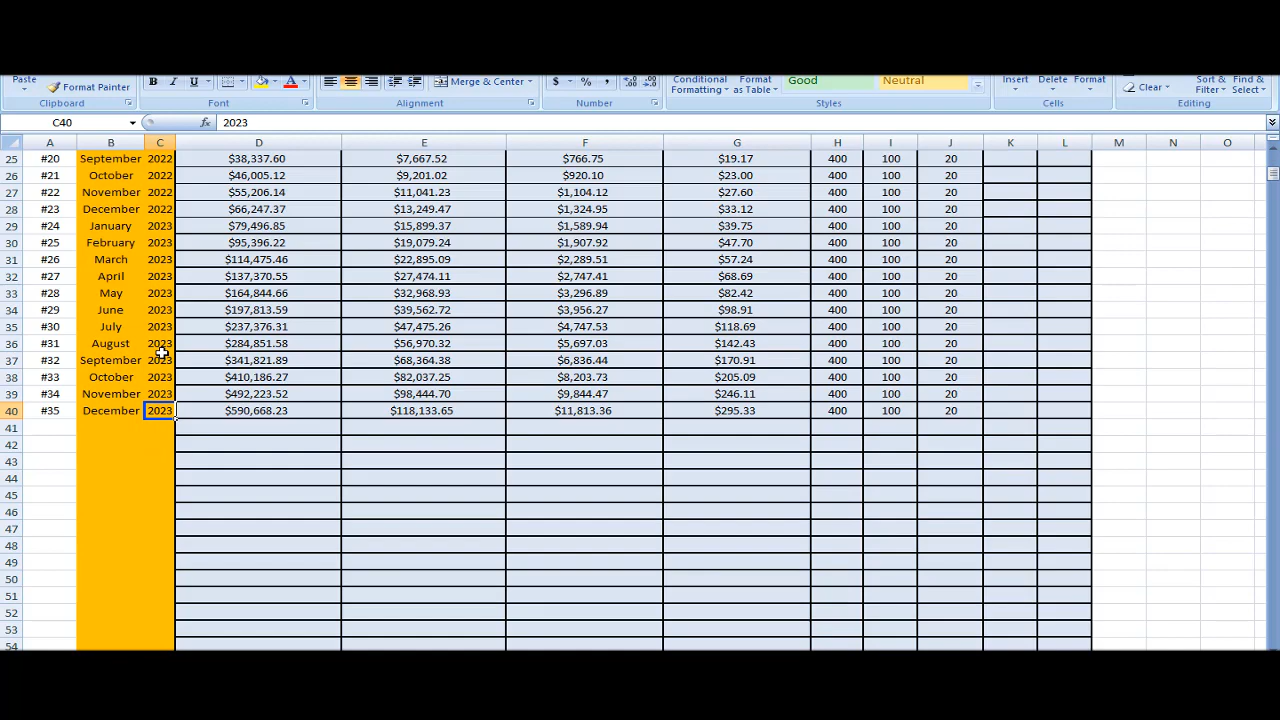 Paste Format Painter B I U Merge & Center $ % , Conditional Formatting Format as Table Good Neutral Insert Delete Format Clear Sort & Filter Find & Select
Clipboard Font Alignment Number Styles Cells Editing
C40 fx 2023
A B C D E F G H I J K L M N O
25 #20 September 2022 $38,337.60 $7,667.52 $766.75 $19.17 400 100 20
26 #21 October 2022 $46,005.12 $9,201.02 $920.10 $23.00 400 100 20
27 #22 November 2022 $55,206.14 $11,041.23 $1,104.12 $27.60 400 100 20
28 #23 December 2022 $66,247.37 $13,249.47 $1,324.95 $33.12 400 100 20
29 #24 January 2023 $79,496.85 $15,899.37 $1,589.94 $39.75 400 100 20
30 #25 February 2023 $95,396.22 $19,079.24 $1,907.92 $47.70 400 100 20
31 #26 March 2023 $114,475.46 $22,895.09 $2,289.51 $57.24 400 100 20
32 #27 April 2023 $137,370.55 $27,474.11 $2,747.41 $68.69 400 100 20
33 #28 May 2023 $164,844.66 $32,968.93 $3,296.89 $82.42 400 100 20
34 #29 June 2023 $197,813.59 $39,562.72 $3,956.27 $98.91 400 100 20
35 #30 July 2023 $237,376.31 $47,475.26 $4,747.53 $118.69 400 100 20
36 #31 August 2023 $284,851.58 $56,970.32 $5,697.03 $142.43 400 100 20
37 #32 September 2023 $341,821.89 $68,364.38 $6,836.44 $170.91 400 100 20
38 #33 October 2023 $410,186.27 $82,037.25 $8,203.73 $205.09 400 100 20
39 #34 November 2023 $492,223.52 $98,444.70 $9,844.47 $246.11 400 100 20
40 #35 December 2023 $590,668.23 $118,133.65 $11,813.36 $295.33 400 100 20
41
42
43
44
45
46
47
48
49
50
51
52
53
54